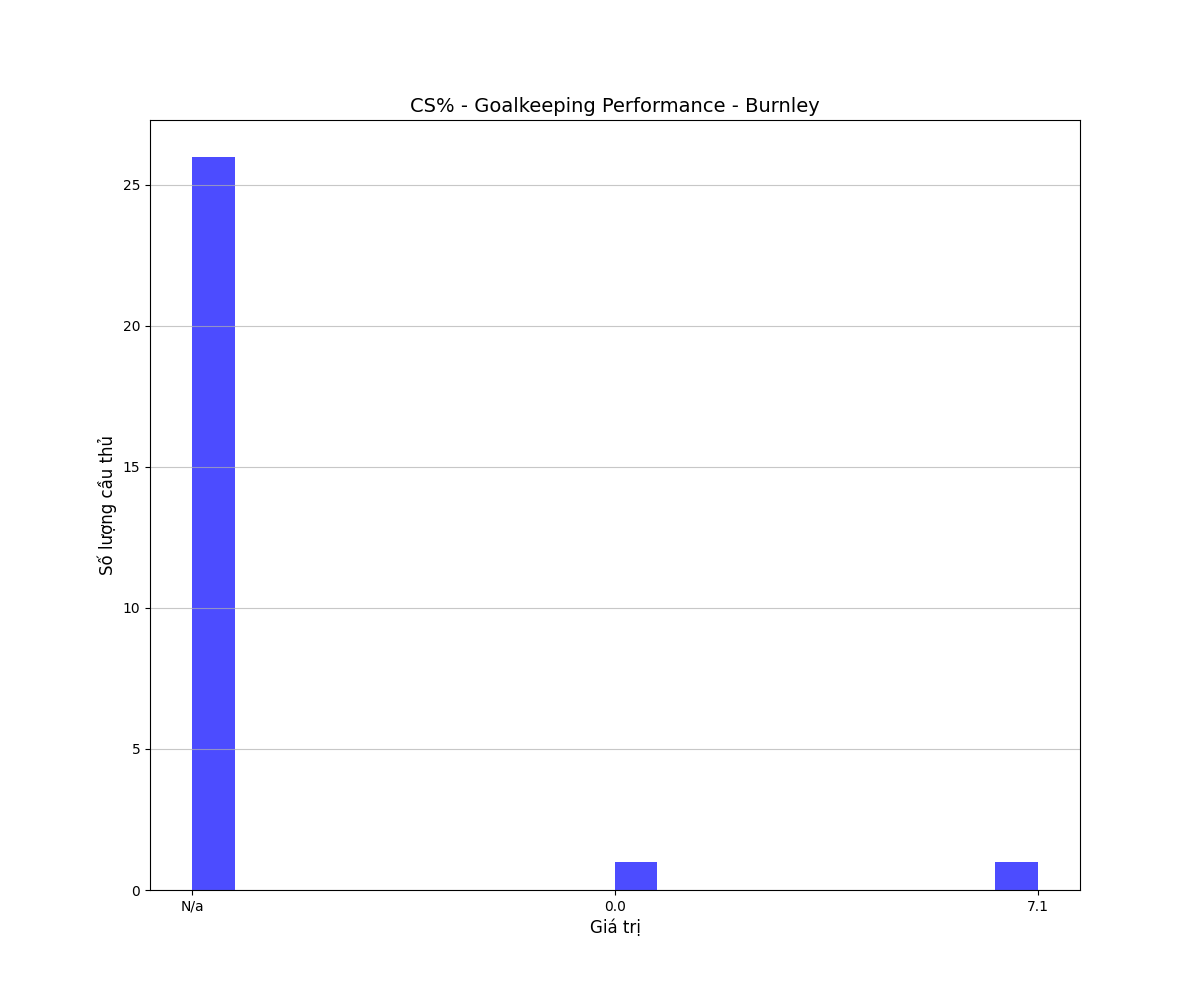 CS% - Goalkeeping Performance - Burnley
Số lượng cầu thủ
25
20
15
10
5
0
N/a 0.0 7.1
Giá trị